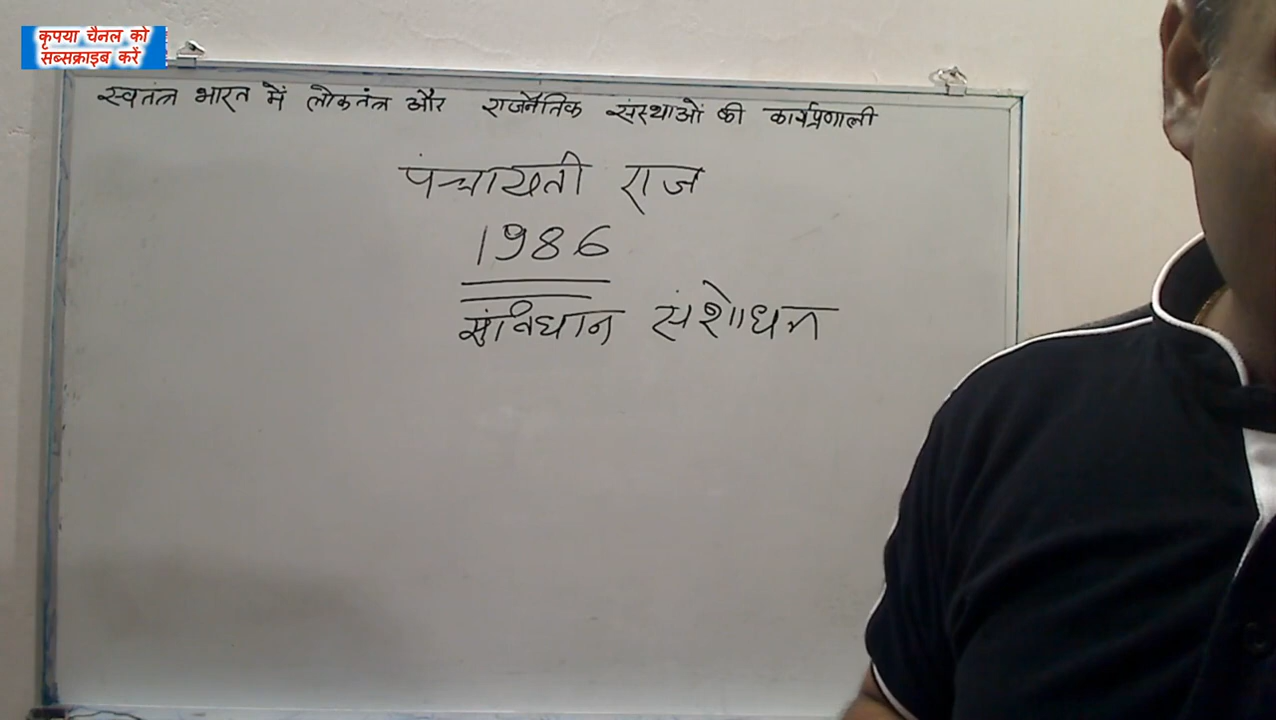 कृपया चैनल को
सब्सक्राइब करें
स्वतंत्र भारत में लोकतंत्र और राजनैतिक संस्थाओं की कार्यप्रणाली
पंचायती राज
1986
संविधान संशोधन